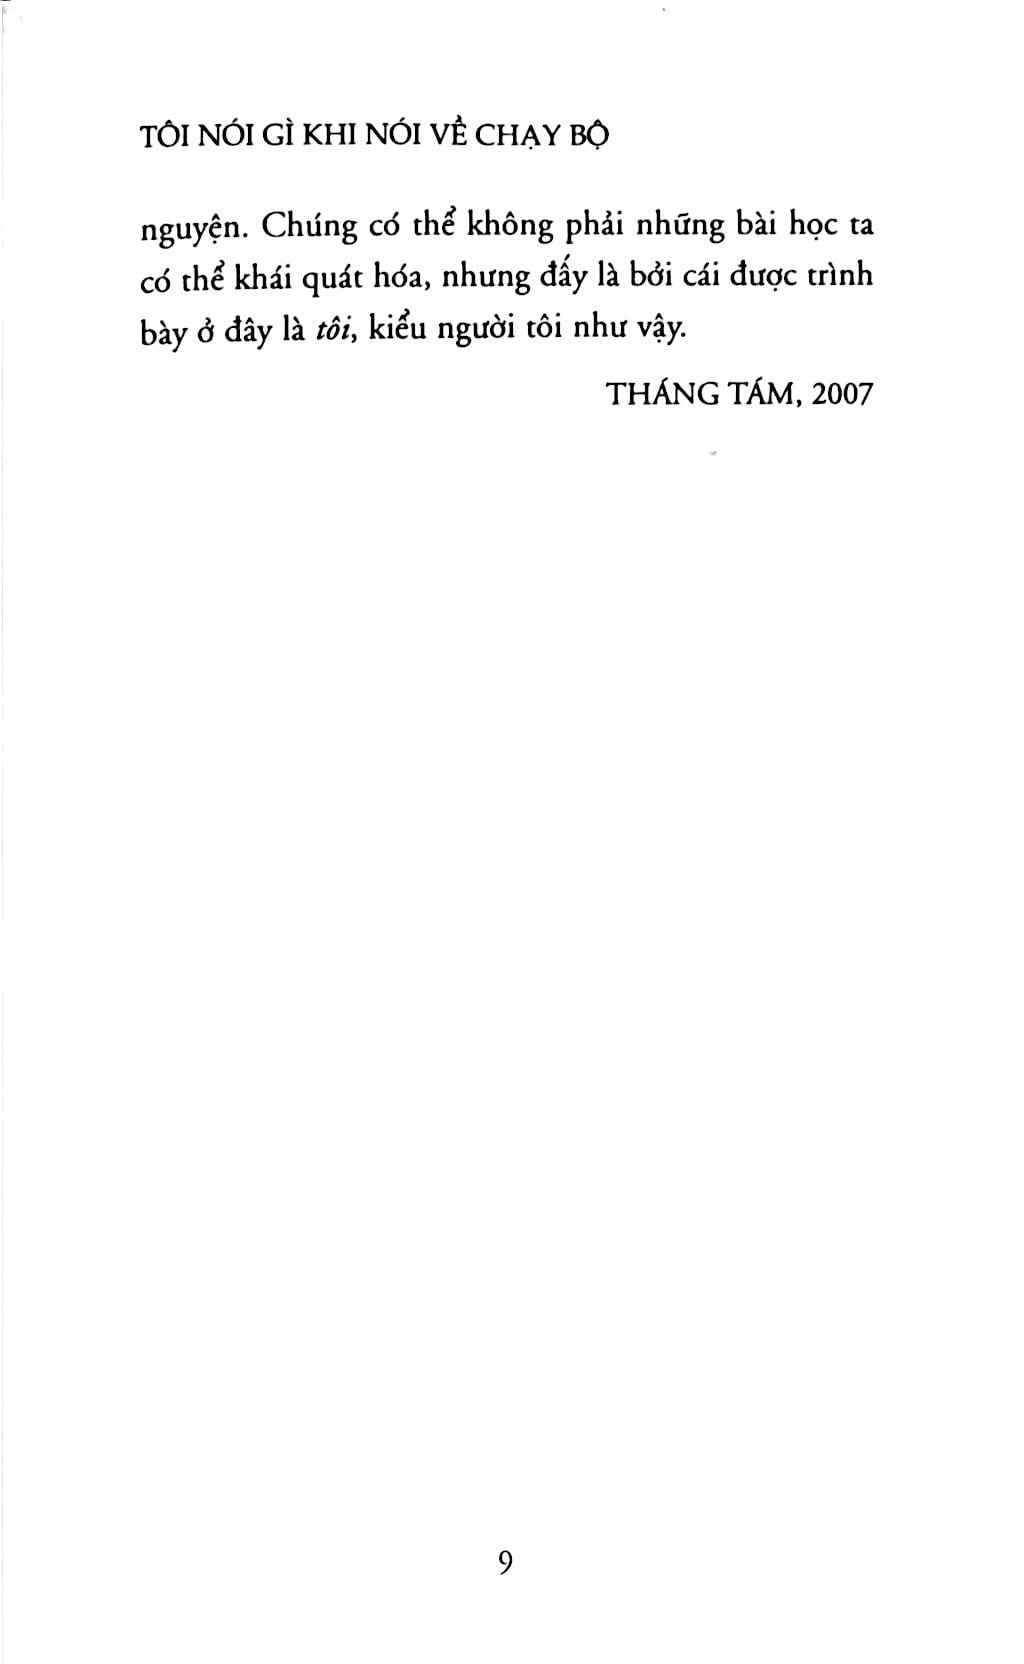 TÔI NÓI GÌ KHI NÓI VỀ CHẠY BỘ
nguyện. Chúng có thể không phải những bài học ta
có thể khái quát hóa, nhưng đấy là bởi cái được trình
bày ở đây là tôi, kiểu người tôi như vậy.
THÁNG TÁM, 2007
9